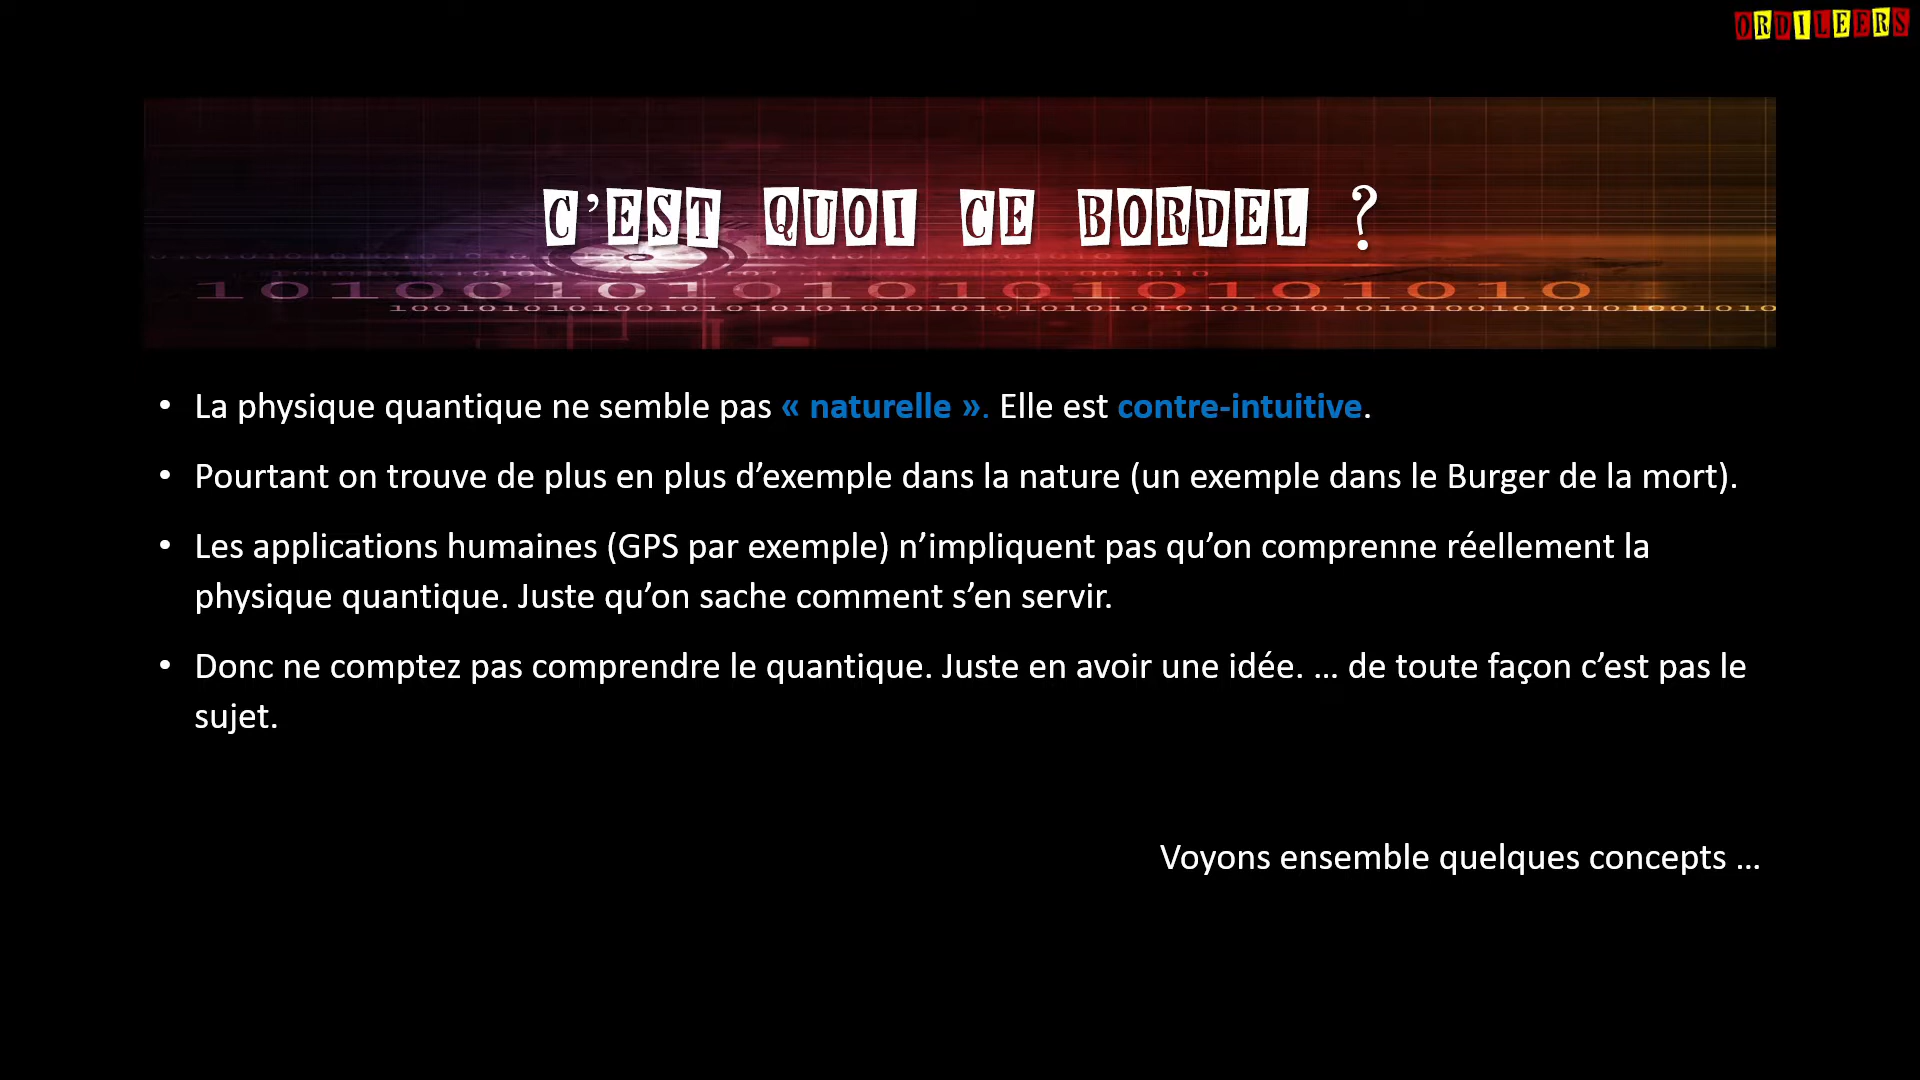 ORDILEERS
C’EST QUOI CE BORDEL ?
10100101010101010101010
10010101010010101010101010101010101010101010100101010100101010
• La physique quantique ne semble pas « naturelle ». Elle est contre-intuitive.
• Pourtant on trouve de plus en plus d’exemple dans la nature (un exemple dans le Burger de la mort).
• Les applications humaines (GPS par exemple) n’impliquent pas qu’on comprenne réellement la
physique quantique. Juste qu’on sache comment s’en servir.
• Donc ne comptez pas comprendre le quantique. Juste en avoir une idée. … de toute façon c’est pas le
sujet.
Voyons ensemble quelques concepts …